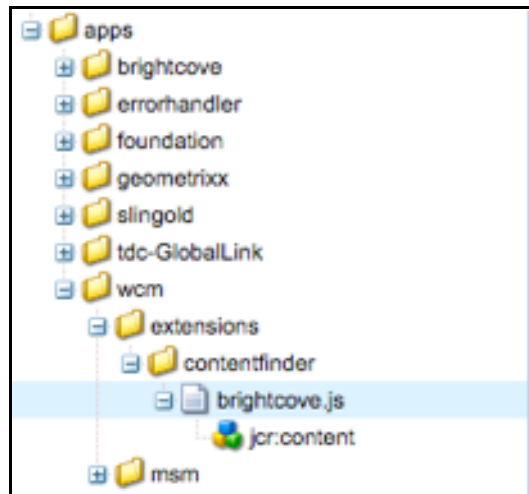 apps
brightcove
errorhandler
foundation
geometrixx
slingold
tdc-GlobalLink
wcm
extensions
contentfinder
brightcove.js
jcr:content
msm